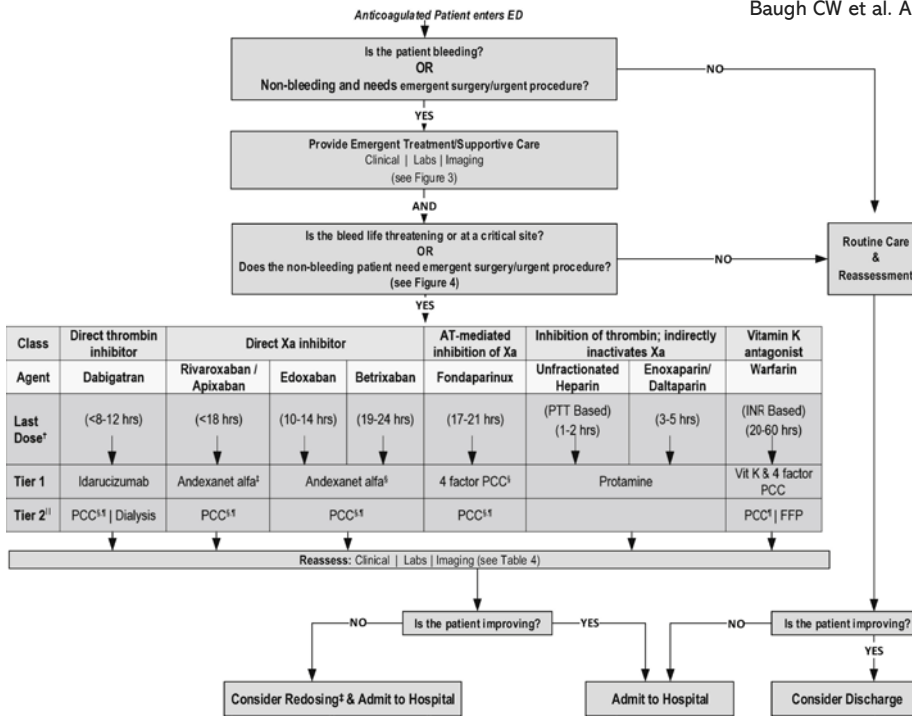 Baugh CW et al. A
Anticoagulated Patient enters ED
Is the patient bleeding?
OR
Non-bleeding and needs emergent surgery/urgent procedure?
NO
YES
Provide Emergent Treatment/Supportive Care
Clinical | Labs | Imaging
(see Figure 3)
AND
Is the bleed life threatening or at a critical site?
OR
Does the non-bleeding patient need emergent surgery/urgent procedure?
(see Figure 4)
NO
Routine Care
&
Reassessment
YES
Class
Direct thrombin inhibitor
Direct Xa inhibitor
AT-mediated inhibition of Xa
Inhibition of thrombin; indirectly inactivates Xa
Vitamin K antagonist
Agent
Dabigatran
Rivaroxaban / Apixaban
Edoxaban
Betrixaban
Fondaparinux
Unfractionated Heparin
Enoxaparin/ Daltaparin
Warfarin
Last Dose†
(<8-12 hrs)
(<18 hrs)
(10-14 hrs)
(19-24 hrs)
(17-21 hrs)
(PTT Based)
(1-2 hrs)
(3-5 hrs)
(INR Based)
(20-60 hrs)
Tier 1
Idarucizumab
Andexanet alfa‡
Andexanet alfa§
4 factor PCC§
Protamine
Vit K & 4 factor PCC
Tier 2||
PCC§¶ | Dialysis
PCC§¶
PCC§¶
PCC§¶
PCC¶ | FFP
Reassess: Clinical | Labs | Imaging (see Table 4)
NO
Is the patient improving?
YES
NO
Is the patient improving?
YES
Consider Redosing‡ & Admit to Hospital
Admit to Hospital
Consider Discharge